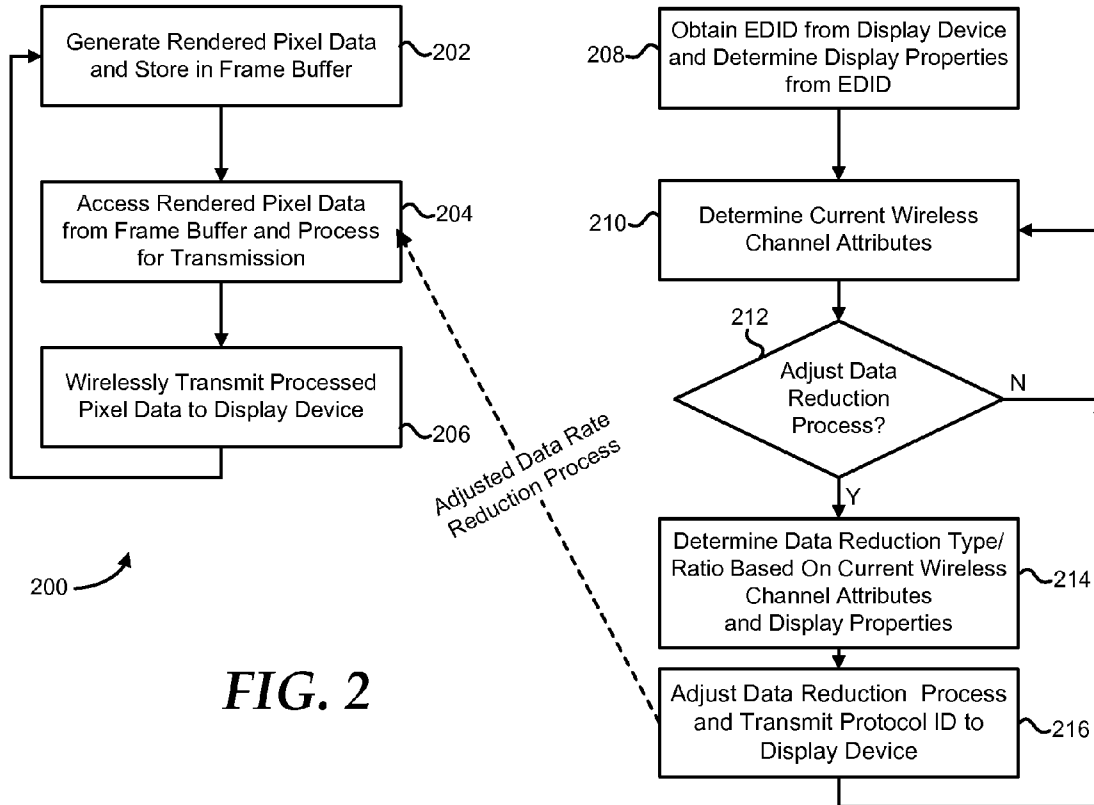 Generate Rendered Pixel Data
and Store in Frame Buffer
202
Access Rendered Pixel Data
from Frame Buffer and Process
for Transmission
204
Wirelessly Transmit Processed
Pixel Data to Display Device
206
200
FIG. 2
Adjusted Data Rate
Reduction Process
Obtain EDID from Display Device
and Determine Display Properties
from EDID
208
Determine Current Wireless
Channel Attributes
210
212
Adjust Data
Reduction
Process?
N
Y
Determine Data Reduction Type/
Ratio Based On Current Wireless
Channel Attributes
and Display Properties
214
Adjust Data Reduction Process
and Transmit Protocol ID to
Display Device
216